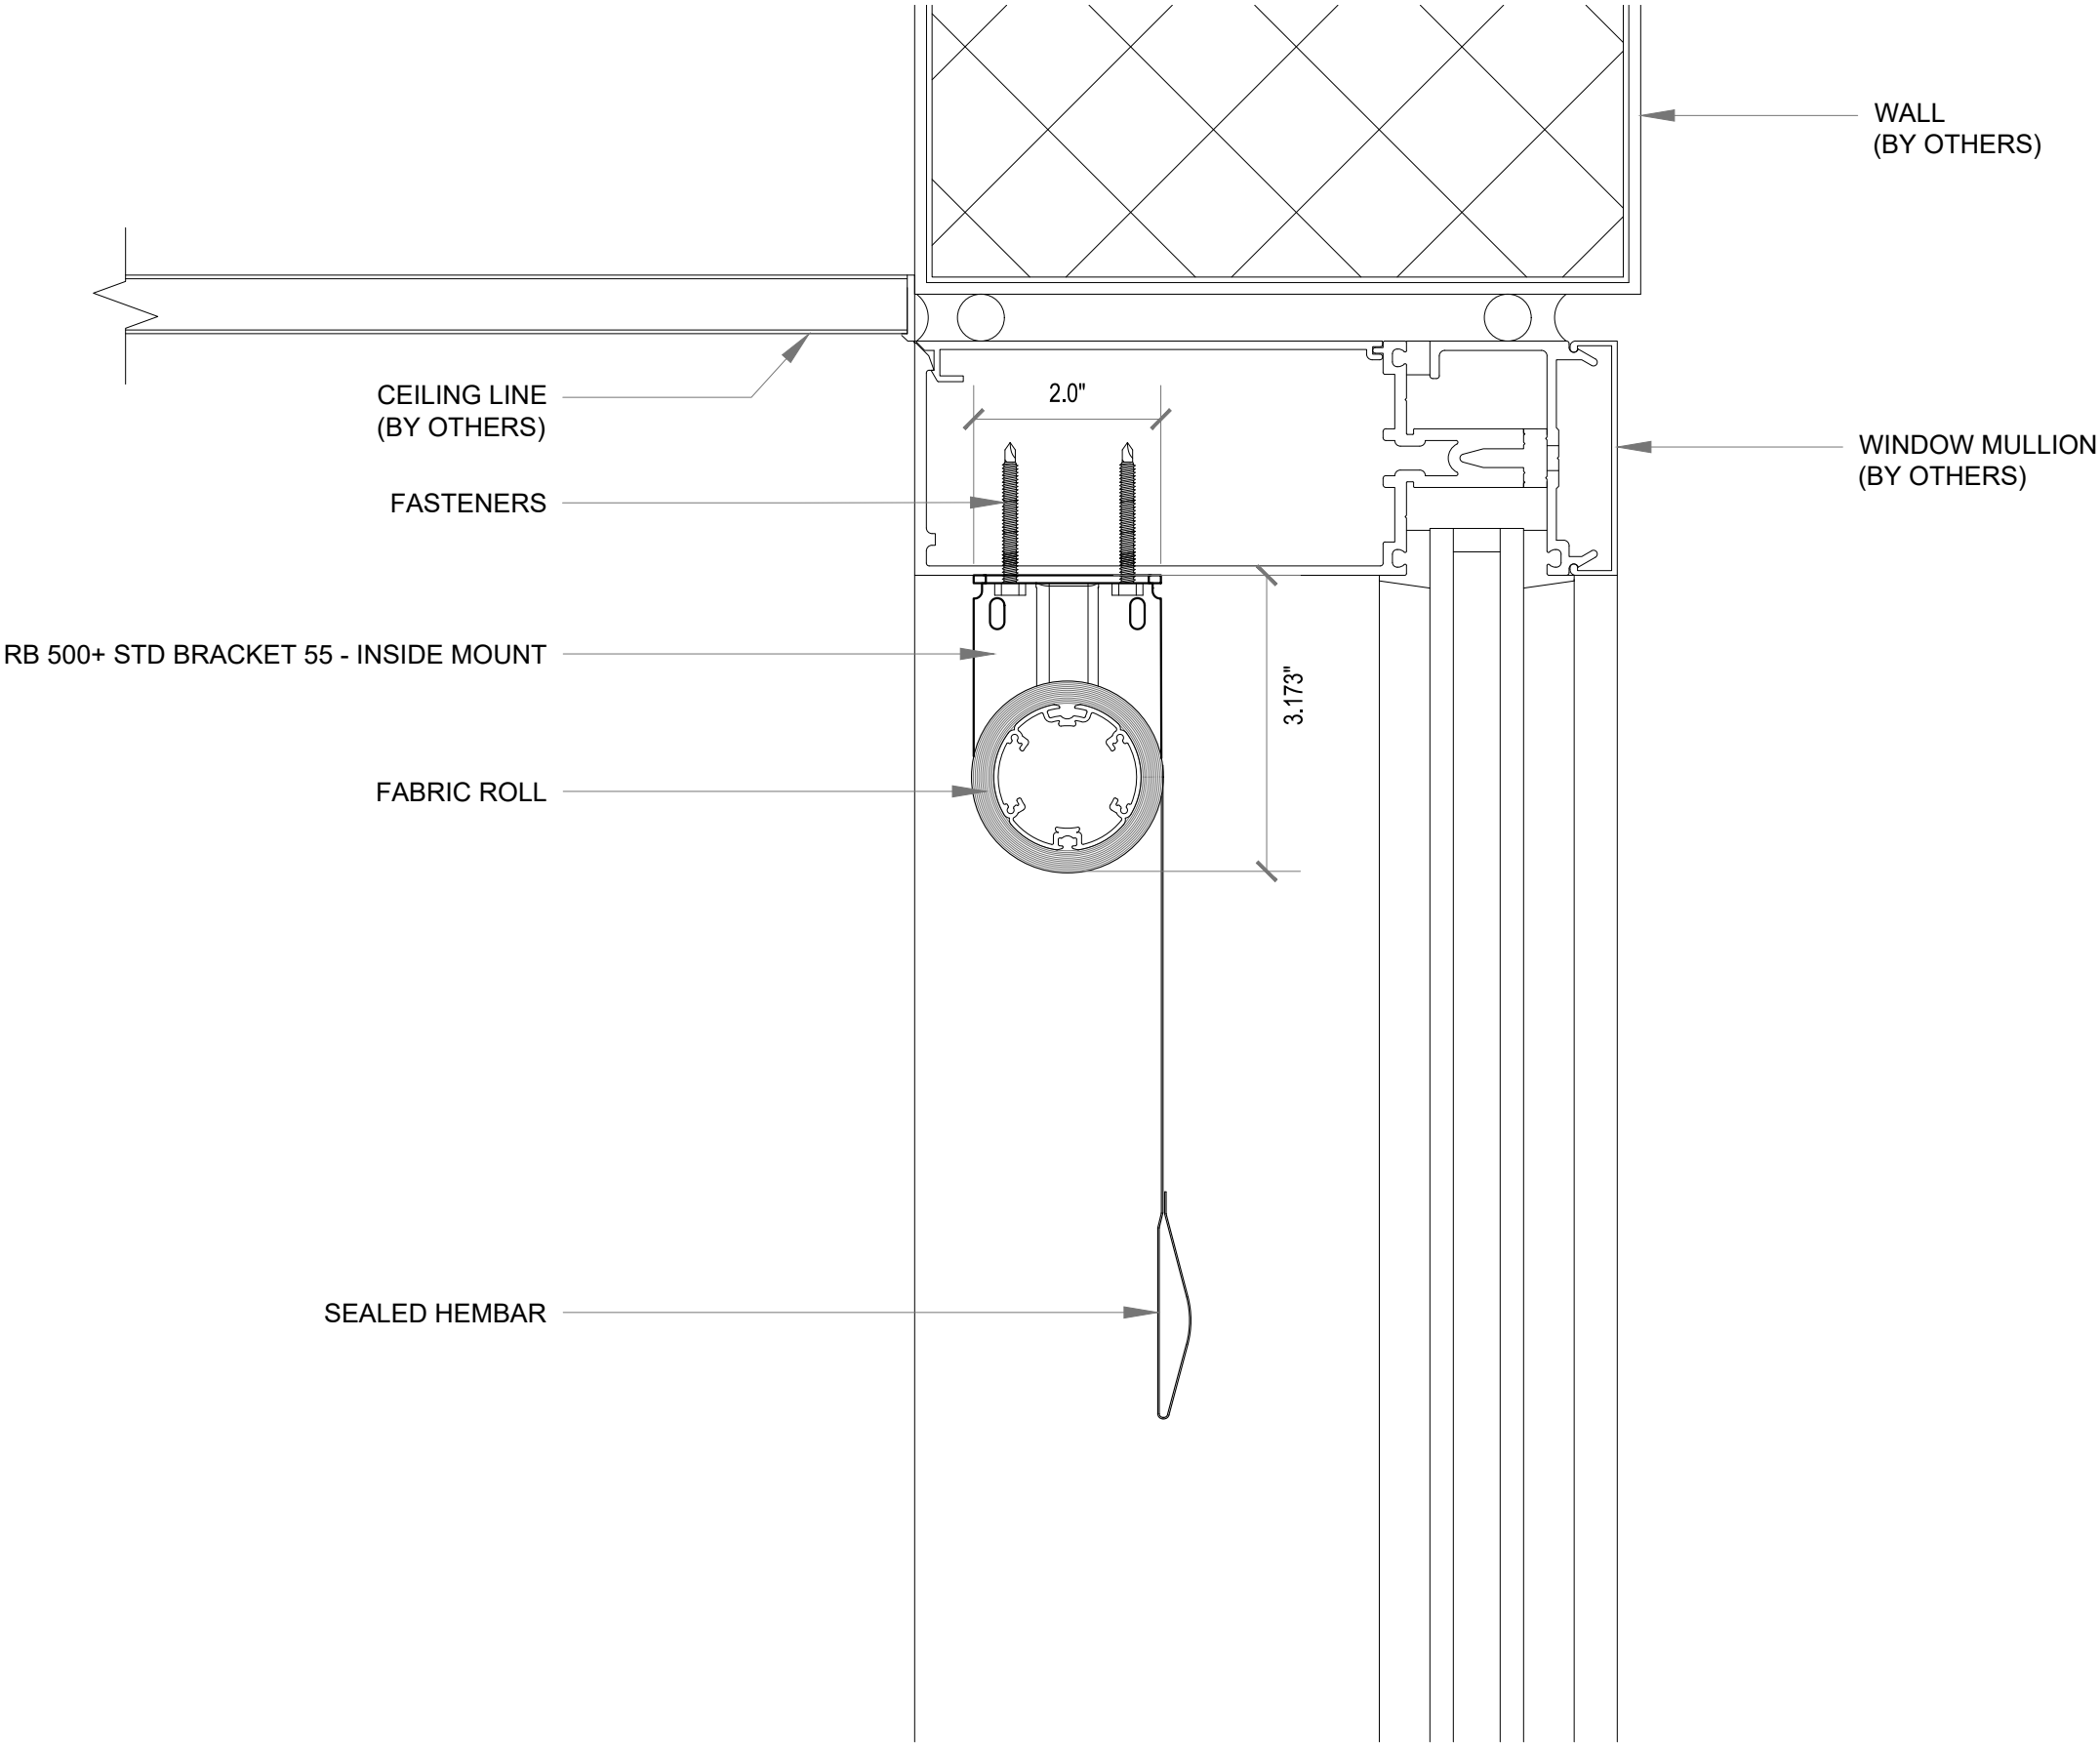 WALL
(BY OTHERS)
CEILING LINE
(BY OTHERS)
2.0"
WINDOW MULLION
(BY OTHERS)
FASTENERS
RB 500+ STD BRACKET 55 - INSIDE MOUNT
3.173"
FABRIC ROLL
SEALED HEMBAR